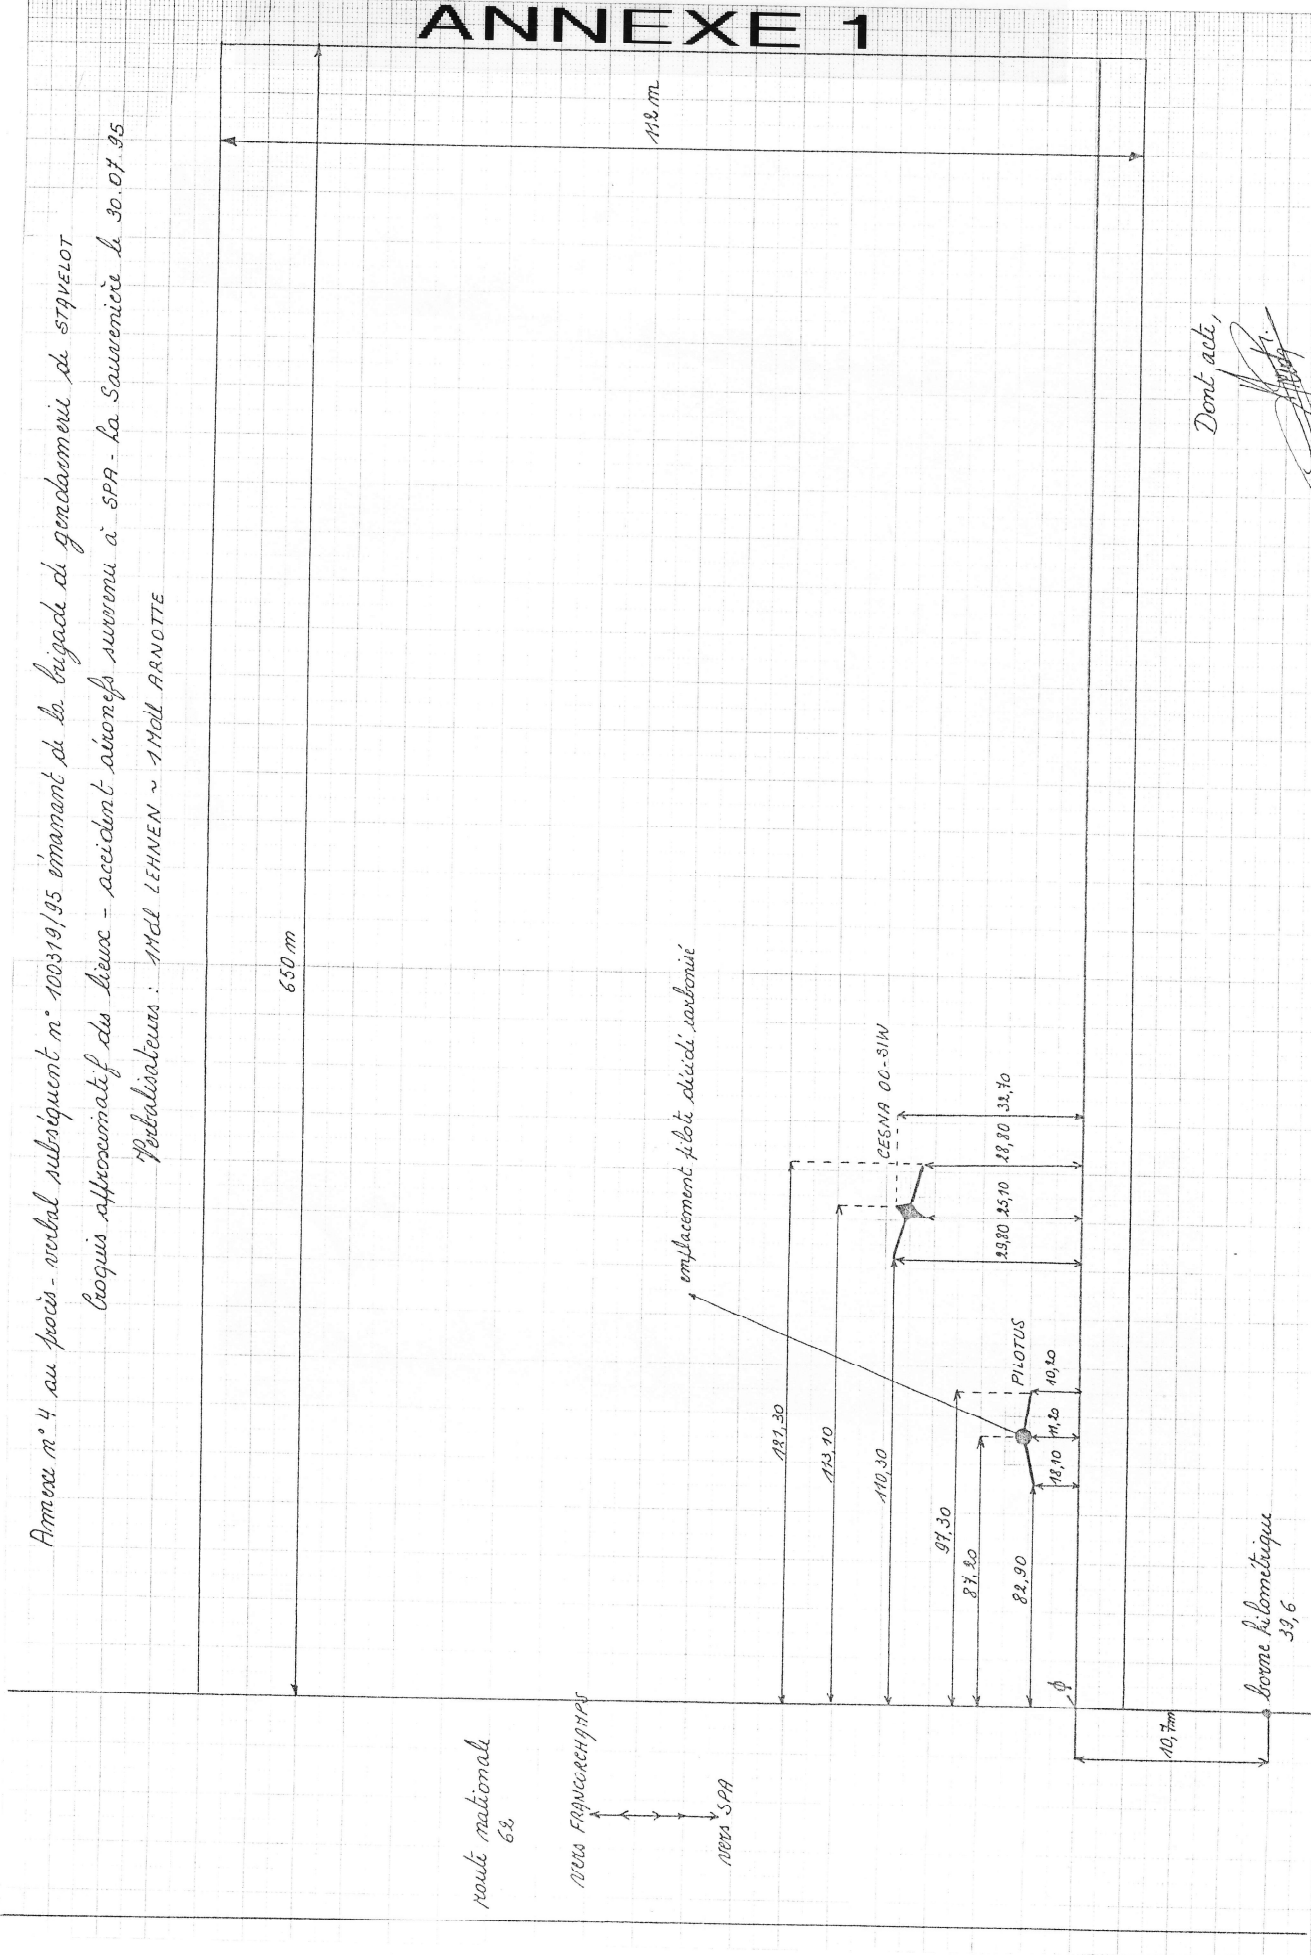 ANNEXE 1
Annexe n° 4 au procès-verbal subséquent n° 100319/95 émanant de la brigade de gendarmerie de STAVELOT
Croquis approximatif des lieux - accident aéronefs survenu à SPA - La Sauvenière le 30.07.95
Verbalisateurs : 1Mdl LEHNEN ~ 1Mdl ARNOTTE
112 m
650 m
emplacement pilote décédé carbonisé
CESNA OO-SIW
32,70
28,80
25,10
29,80
PILOTUS
10,20
11,20
18,10
121,30
113,10
110,30
97,30
87,20
82,90
φ
10,7m
borne kilométrique
39,6
route nationale
62
vers FRANCORCHAMPS
vers SPA
Dont acte,